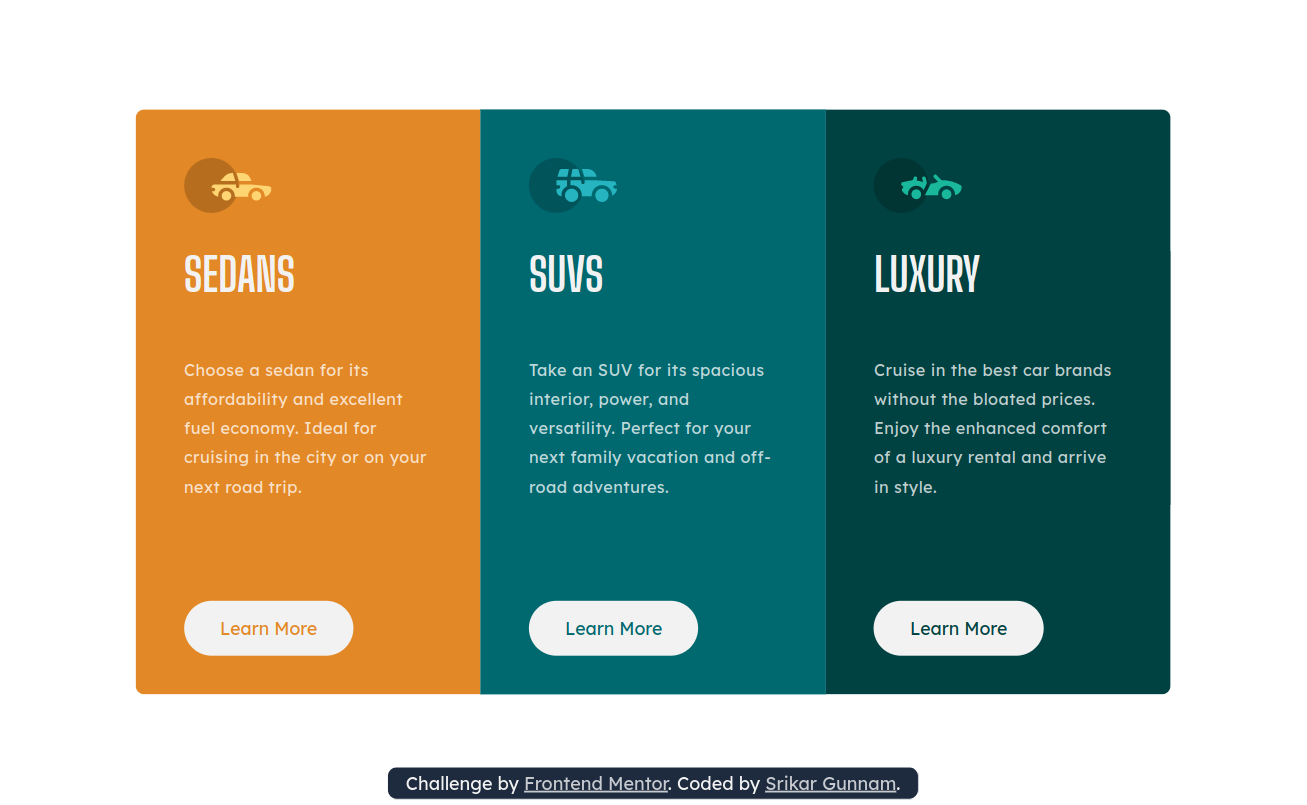 SEDANS
Choose a sedan for its
affordability and excellent
fuel economy. Ideal for
cruising in the city or on your
next road trip.
Learn More
SUVS
Take an SUV for its spacious
interior, power, and
versatility. Perfect for your
next family vacation and off-
road adventures.
Learn More
LUXURY
Cruise in the best car brands
without the bloated prices.
Enjoy the enhanced comfort
of a luxury rental and arrive
in style.
Learn More
Challenge by Frontend Mentor. Coded by Srikar Gunnam.